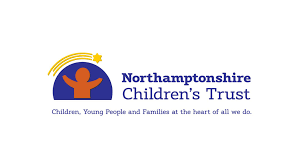 Northamptonshire
Children's Trust
Children, Young People and Families at the heart of all we do.